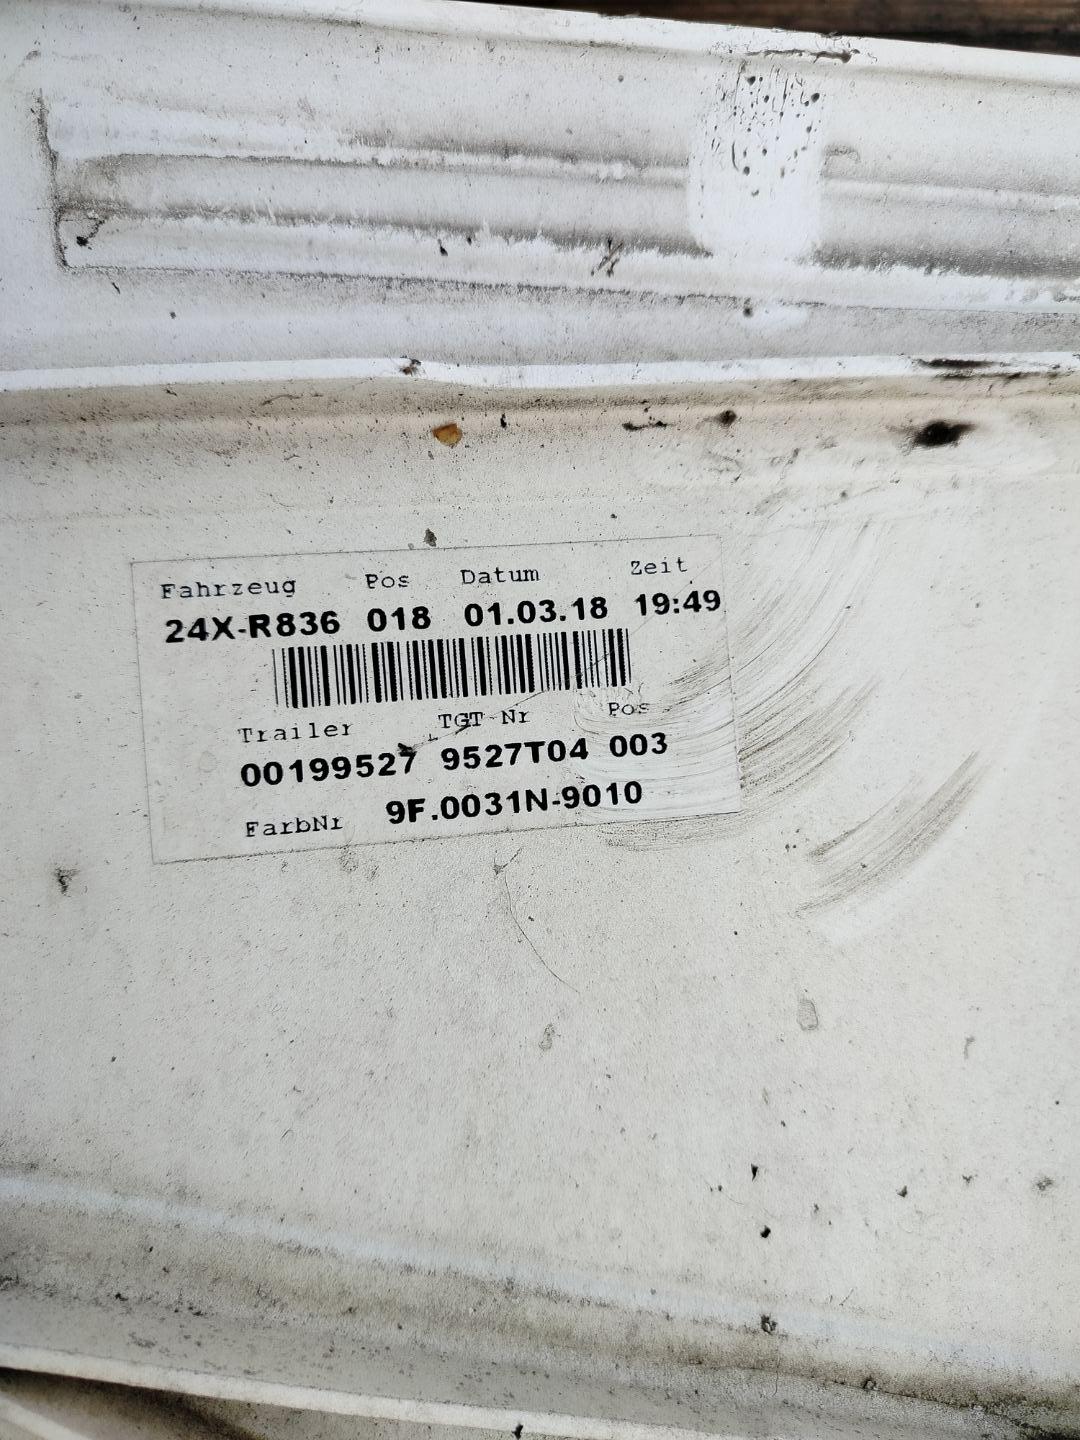 Fahrzeug Pos Datum Zeit
24X-R836 018 01.03.18 19:49
Trailer TGT-Nr Pos
00199527 9527T04 003
FarbNr 9F.0031N-9010